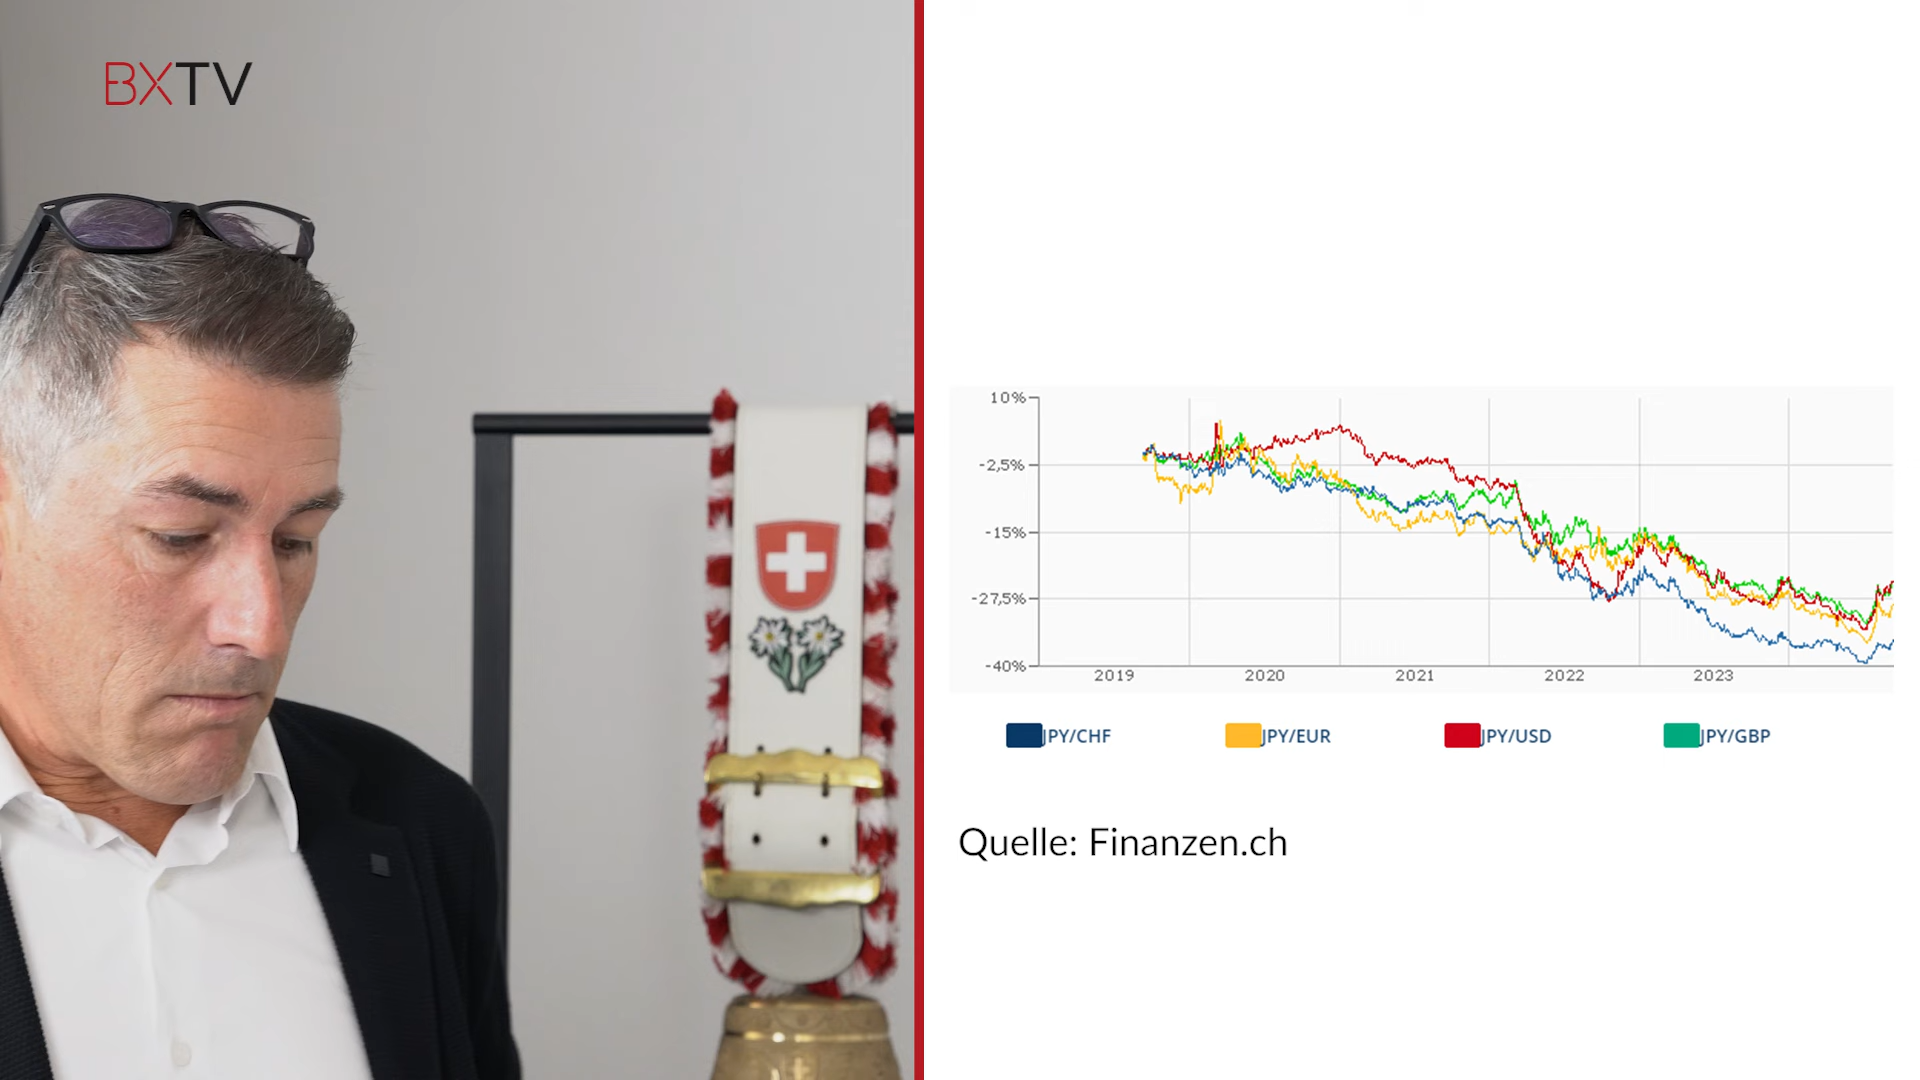 BXTV
10%
-2,5%
-15%
-27,5%
-40%
2019 2020 2021 2022 2023
JPY/CHF JPY/EUR JPY/USD JPY/GBP
Quelle: Finanzen.ch